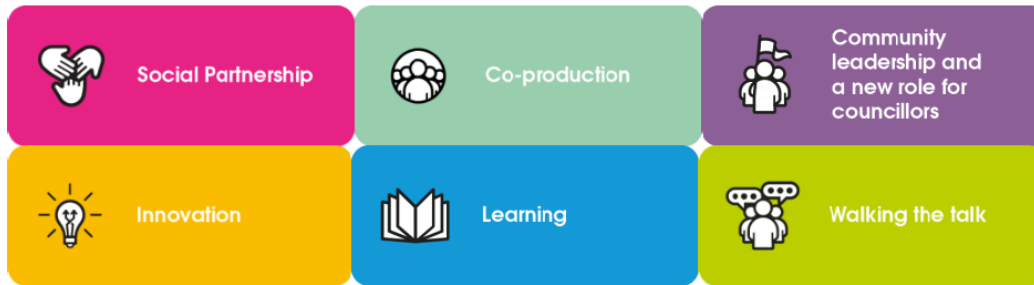 Social Partnership
Co-production
Community
leadership and
a new role for
councillors
Innovation
Learning
Walking the talk